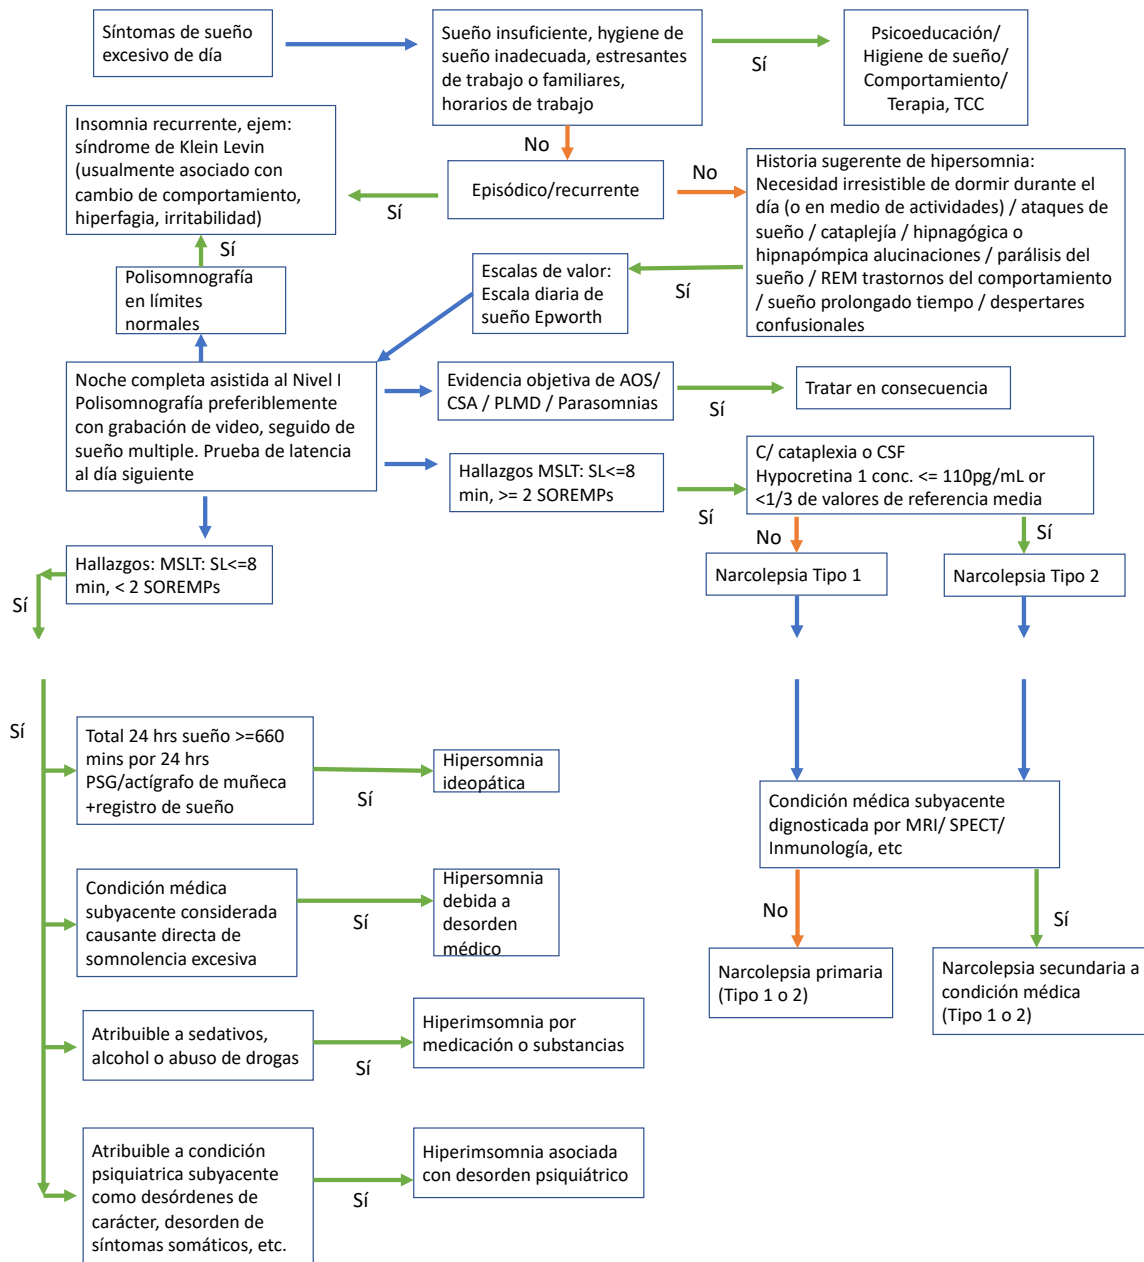 Síntomas de sueño
excesivo de día
Sueño insuficiente, hygiene de
sueño inadecuada, estresantes
de trabajo o familiares,
horarios de trabajo
Sí
Psicoeducación/
Higiene de sueño/
Comportamiento/
Terapia, TCC
No
Insomnia recurrente, ejem:
síndrome de Klein Levin
(usualmente asociado con
cambio de comportamiento,
hiperfagia, irritabilidad)
Sí
Episódico/recurrente
No
Historia sugerente de hipersomnia:
Necesidad irresistible de dormir durante el
día (o en medio de actividades) / ataques de
sueño / cataplejía / hipnagógica o
hipnapómpica alucinaciones / parálisis del
sueño / REM trastornos del comportamiento
/ sueño prolongado tiempo / despertares
confusionales
Sí
Polisomnografía
en límites
normales
Escalas de valor:
Escala diaria de
sueño Epworth
Sí
Noche completa asistida al Nivel I
Polisomnografía preferiblemente
con grabación de video, seguido de
sueño multiple. Prueba de latencia
al día siguiente
Evidencia objetiva de AOS/
CSA / PLMD / Parasomnias
Sí
Tratar en consecuencia
Hallazgos MSLT: SL<=8
min, >= 2 SOREMPs
Sí
C/ cataplexia o CSF
Hypocretina 1 conc. <= 110pg/mL or
<1/3 de valores de referencia media
No
Sí
Hallazgos: MSLT: SL<=8
min, < 2 SOREMPs
Sí
Narcolepsia Tipo 1
Narcolepsia Tipo 2
Sí
Total 24 hrs sueño >=660
mins por 24 hrs
PSG/actígrafo de muñeca
+registro de sueño
Sí
Hipersomnia
ideopática
Condición médica subyacente
dignosticada por MRI/ SPECT/
Inmunología, etc
Condición médica
subyacente considerada
causante directa de
somnolencia excesiva
Sí
Hipersomnia
debida a
desorden
médico
No
Sí
Narcolepsia primaria
(Tipo 1 o 2)
Narcolepsia secundaria a
condición médica
(Tipo 1 o 2)
Atribuible a sedativos,
alcohol o abuso de drogas
Sí
Hiperimsomnia por
medicación o substancias
Atribuible a condición
psiquiatrica subyacente
como desórdenes de
carácter, desorden de
síntomas somáticos, etc.
Sí
Hiperimsomnia asociada
con desorden psiquiátrico